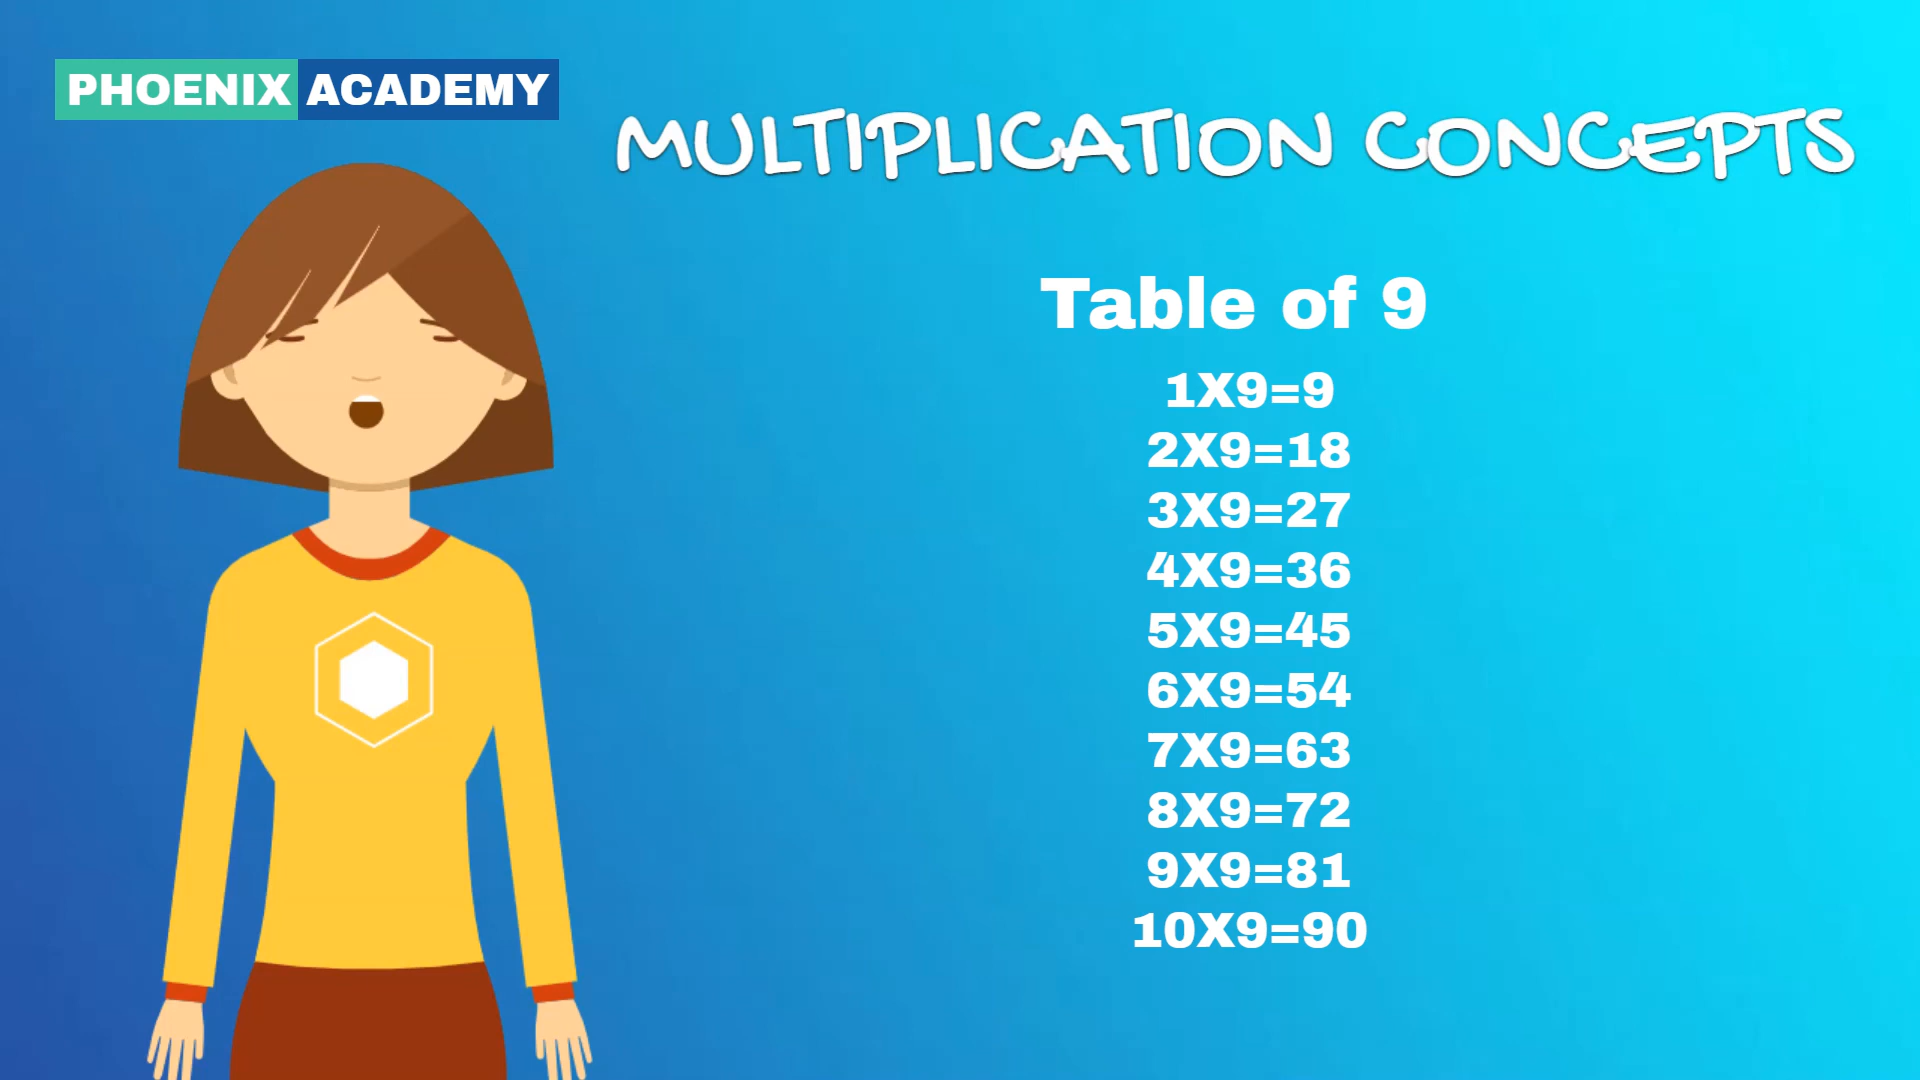 PHOENIX ACADEMY
MULTIPLICATION CONCEPTS
Table of 9
1X9=9
2X9=18
3X9=27
4X9=36
5X9=45
6X9=54
7X9=63
8X9=72
9X9=81
10X9=90